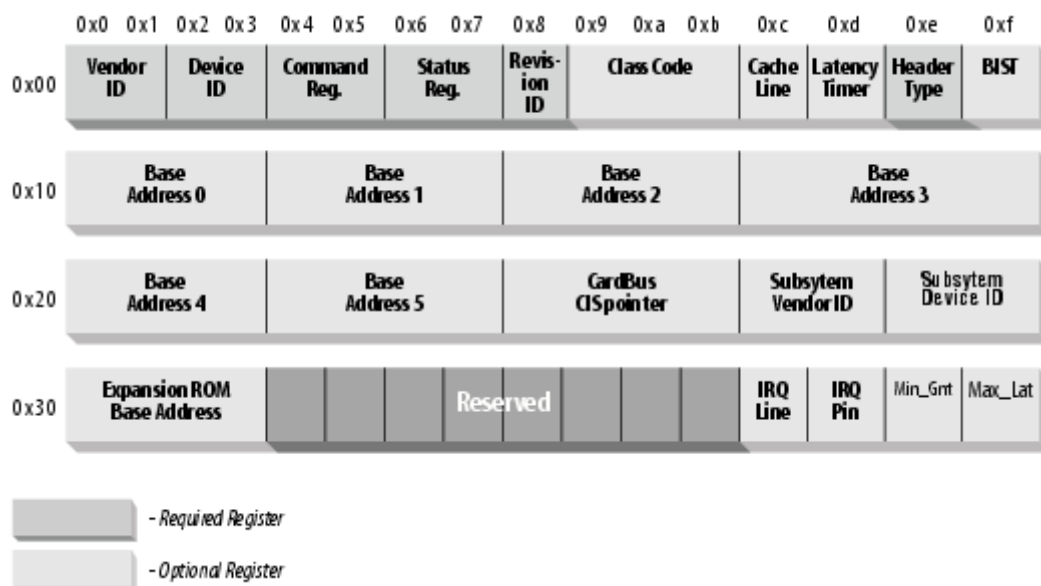 0x0 0x1 0x2 0x3 0x4 0x5 0x6 0x7 0x8 0x9 0xa 0xb 0xc 0xd 0xe 0xf
0x00
Vendor
ID
Device
ID
Command
Reg.
Status
Reg.
Revis-
ion
ID
Class Code
Cache
Line
Latency
Timer
Header
Type
BIST
0x10
Base
Address 0
Base
Address 1
Base
Address 2
Base
Address 3
0x20
Base
Address 4
Base
Address 5
CardBus
CIS pointer
Subsytem
Vendor ID
Subsytem
Device ID
0x30
Expansion ROM
Base Address
Reserved
IRQ
Line
IRQ
Pin
Min_Gnt
Max_Lat
- Required Register
- Optional Register